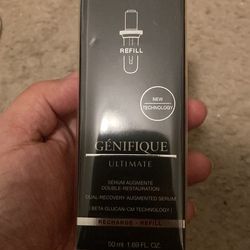 REFILL
NEW
TECHNOLOGY
GÉNIFIQUE
ULTIMATE
SÉRUM AUGMENTÉ
DOUBLE RESTAURATION
DUAL RECOVERY AUGMENTED SERUM
[ BETA GLUCAN-CM TECHNOLOGY ]
RECHARGE - REFILL
50 ml 1.69 FL. OZ.